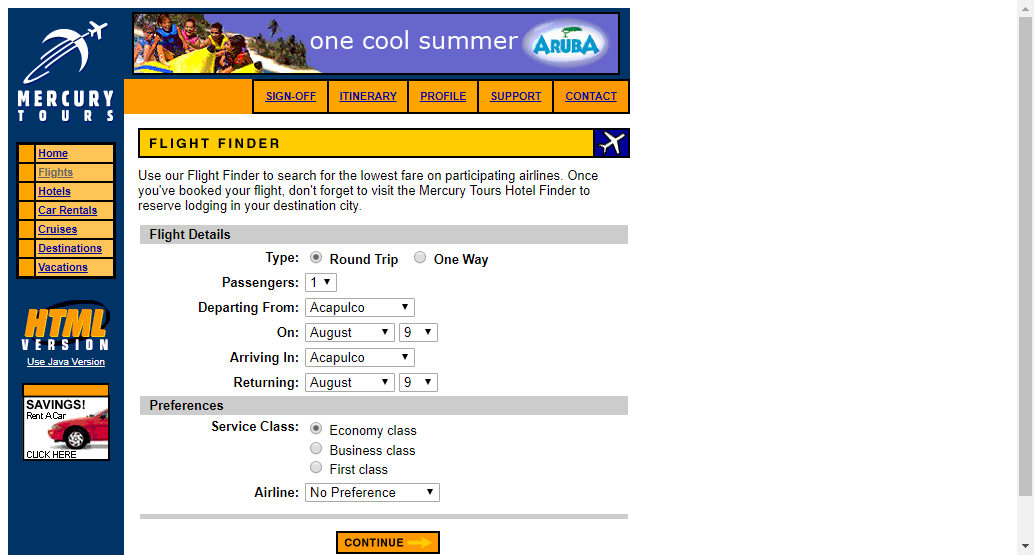 one cool summer ARUBA
MERCURY
TOURS
SIGN-OFF ITINERARY PROFILE SUPPORT CONTACT
Home
Flights
Hotels
Car Rentals
Cruises
Destinations
Vacations
HTML
VERSION
Use Java Version
SAVINGS!
Rent A Car
CLICK HERE
FLIGHT FINDER
Use our Flight Finder to search for the lowest fare on participating airlines. Once
you've booked your flight, don't forget to visit the Mercury Tours Hotel Finder to
reserve lodging in your destination city.
Flight Details
Type: Round Trip One Way
Passengers: 1
Departing From: Acapulco
On: August 9
Arriving In: Acapulco
Returning: August 9
Preferences
Service Class: Economy class
Business class
First class
Airline: No Preference
CONTINUE